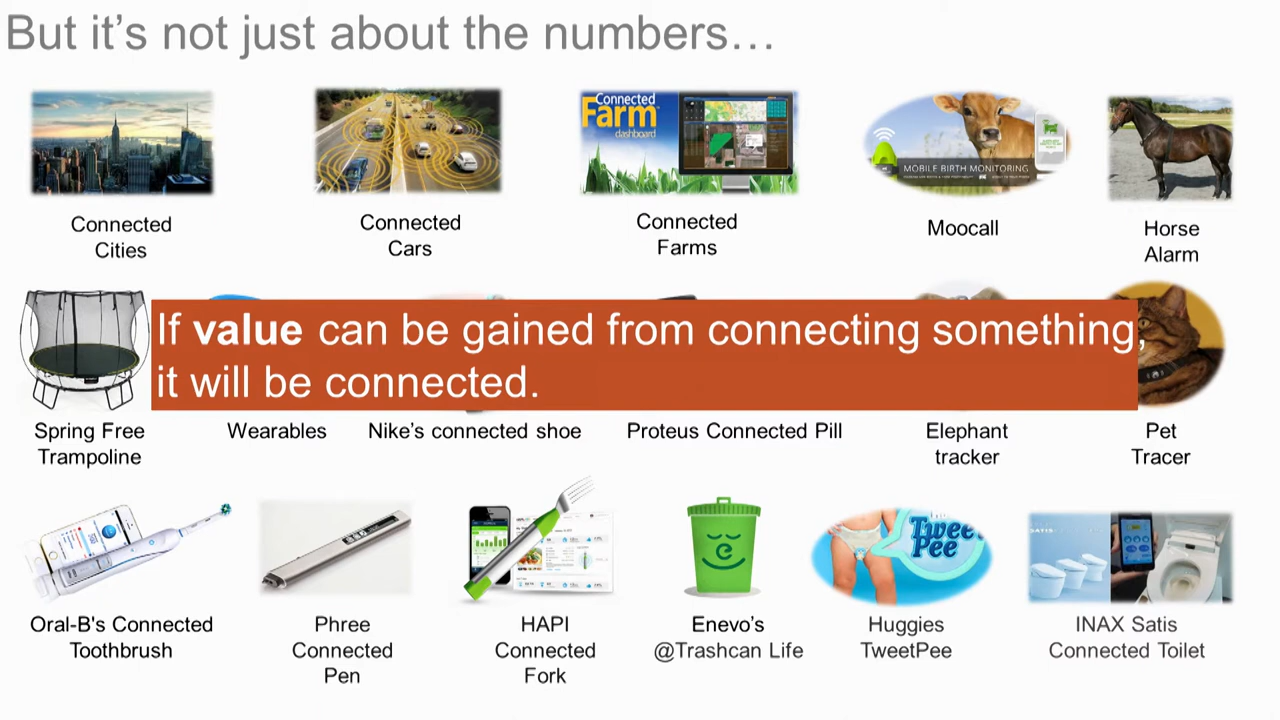 But it’s not just about the numbers…
Connected
Farm
dashboard
MOBILE BIRTH MONITORING
Connected
Cities
Connected
Cars
Connected
Farms
Moocall
Horse
Alarm
If value can be gained from connecting something,
it will be connected.
Spring Free
Trampoline
Wearables
Nike’s connected shoe
Proteus Connected Pill
Elephant
tracker
Pet
Tracer
Tweet
Pee
SATIS
Oral-B's Connected
Toothbrush
Phree
Connected
Pen
HAPI
Connected
Fork
Enevo’s
@Trashcan Life
Huggies
TweetPee
INAX Satis
Connected Toilet